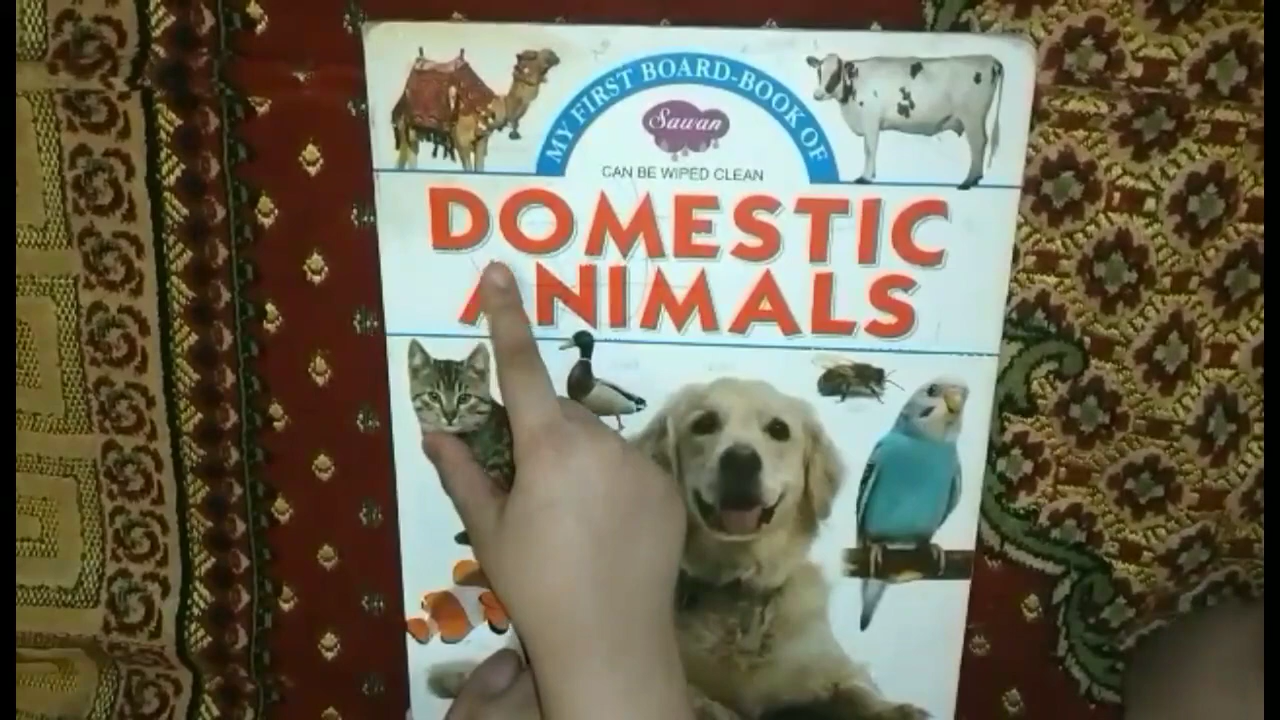 MY FIRST BOARD-BOOK OF
Sawan
CAN BE WIPED CLEAN
DOMESTIC
ANIMALS